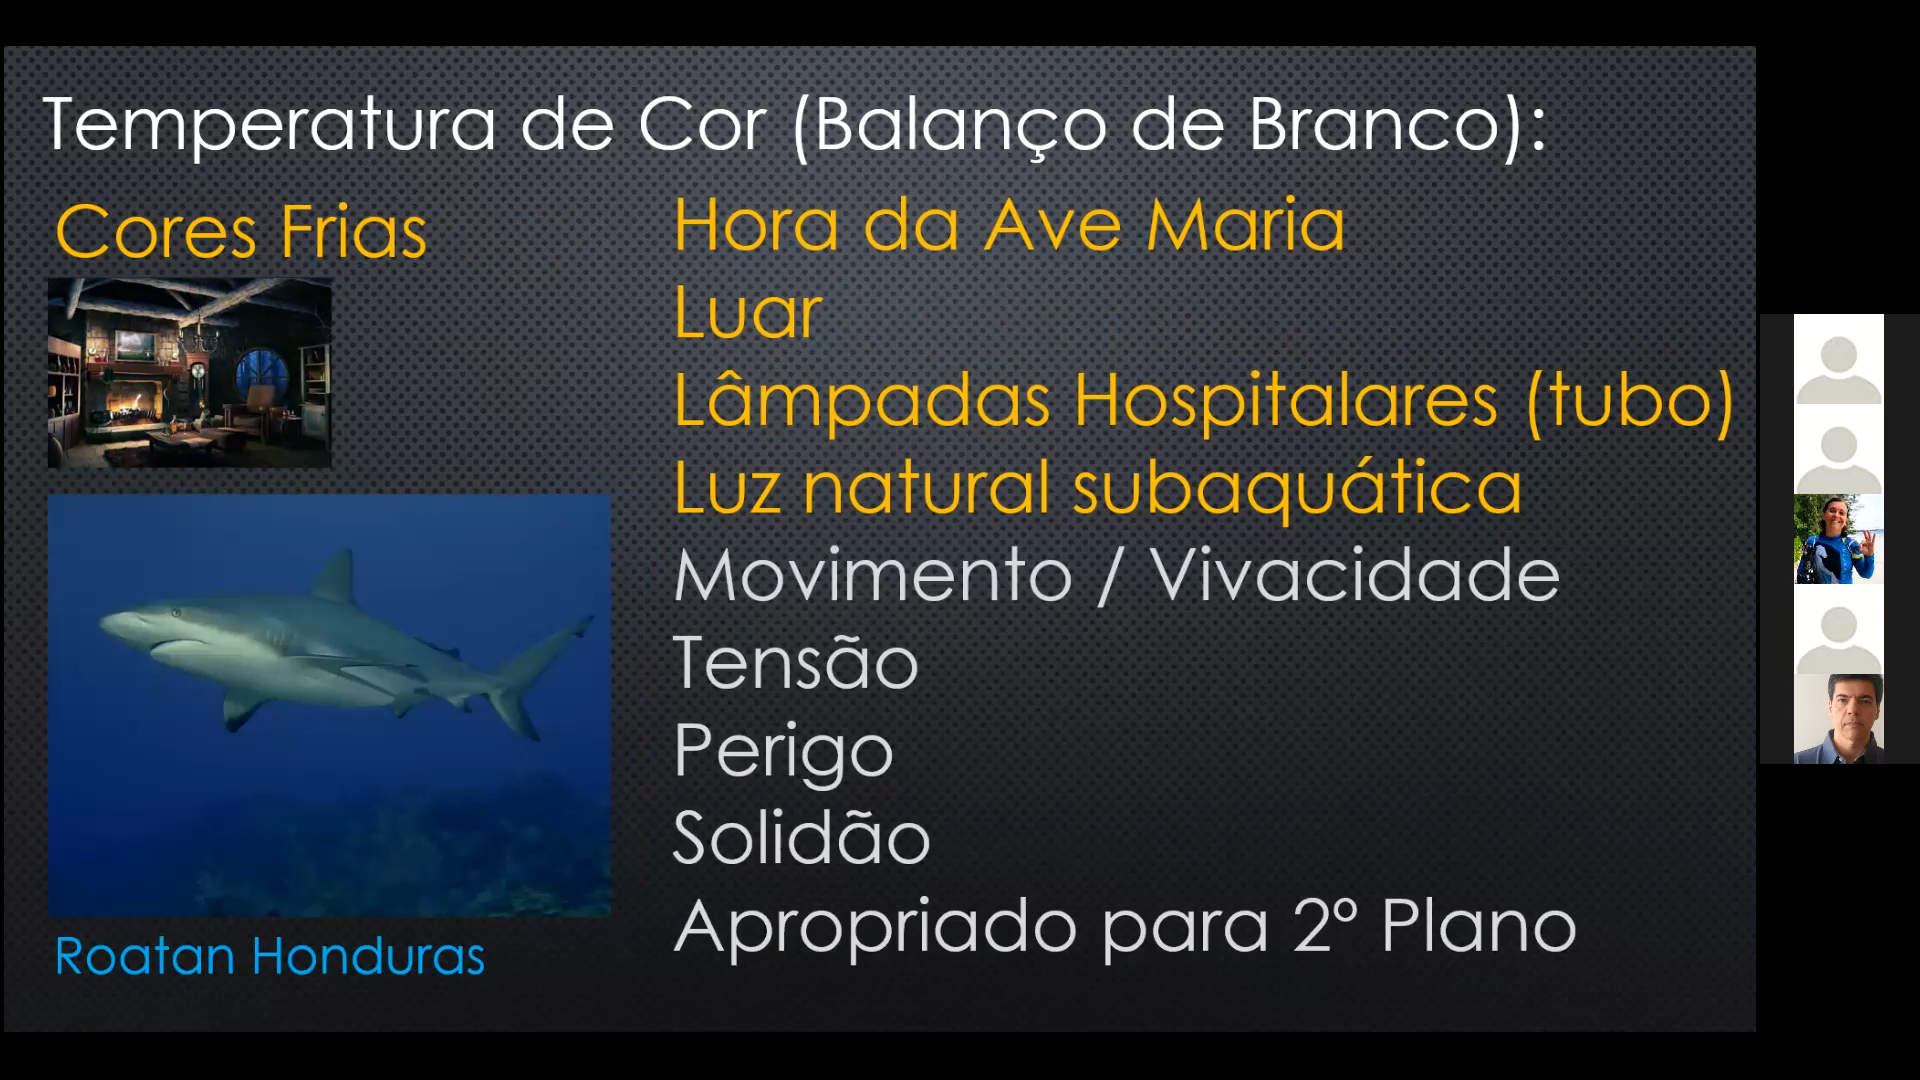 Temperatura de Cor (Balanço de Branco):
Cores Frias
Hora da Ave Maria
Luar
Lâmpadas Hospitalares (tubo)
Luz natural subaquática
Movimento / Vivacidade
Tensão
Perigo
Solidão
Apropriado para 2º Plano
Roatan Honduras